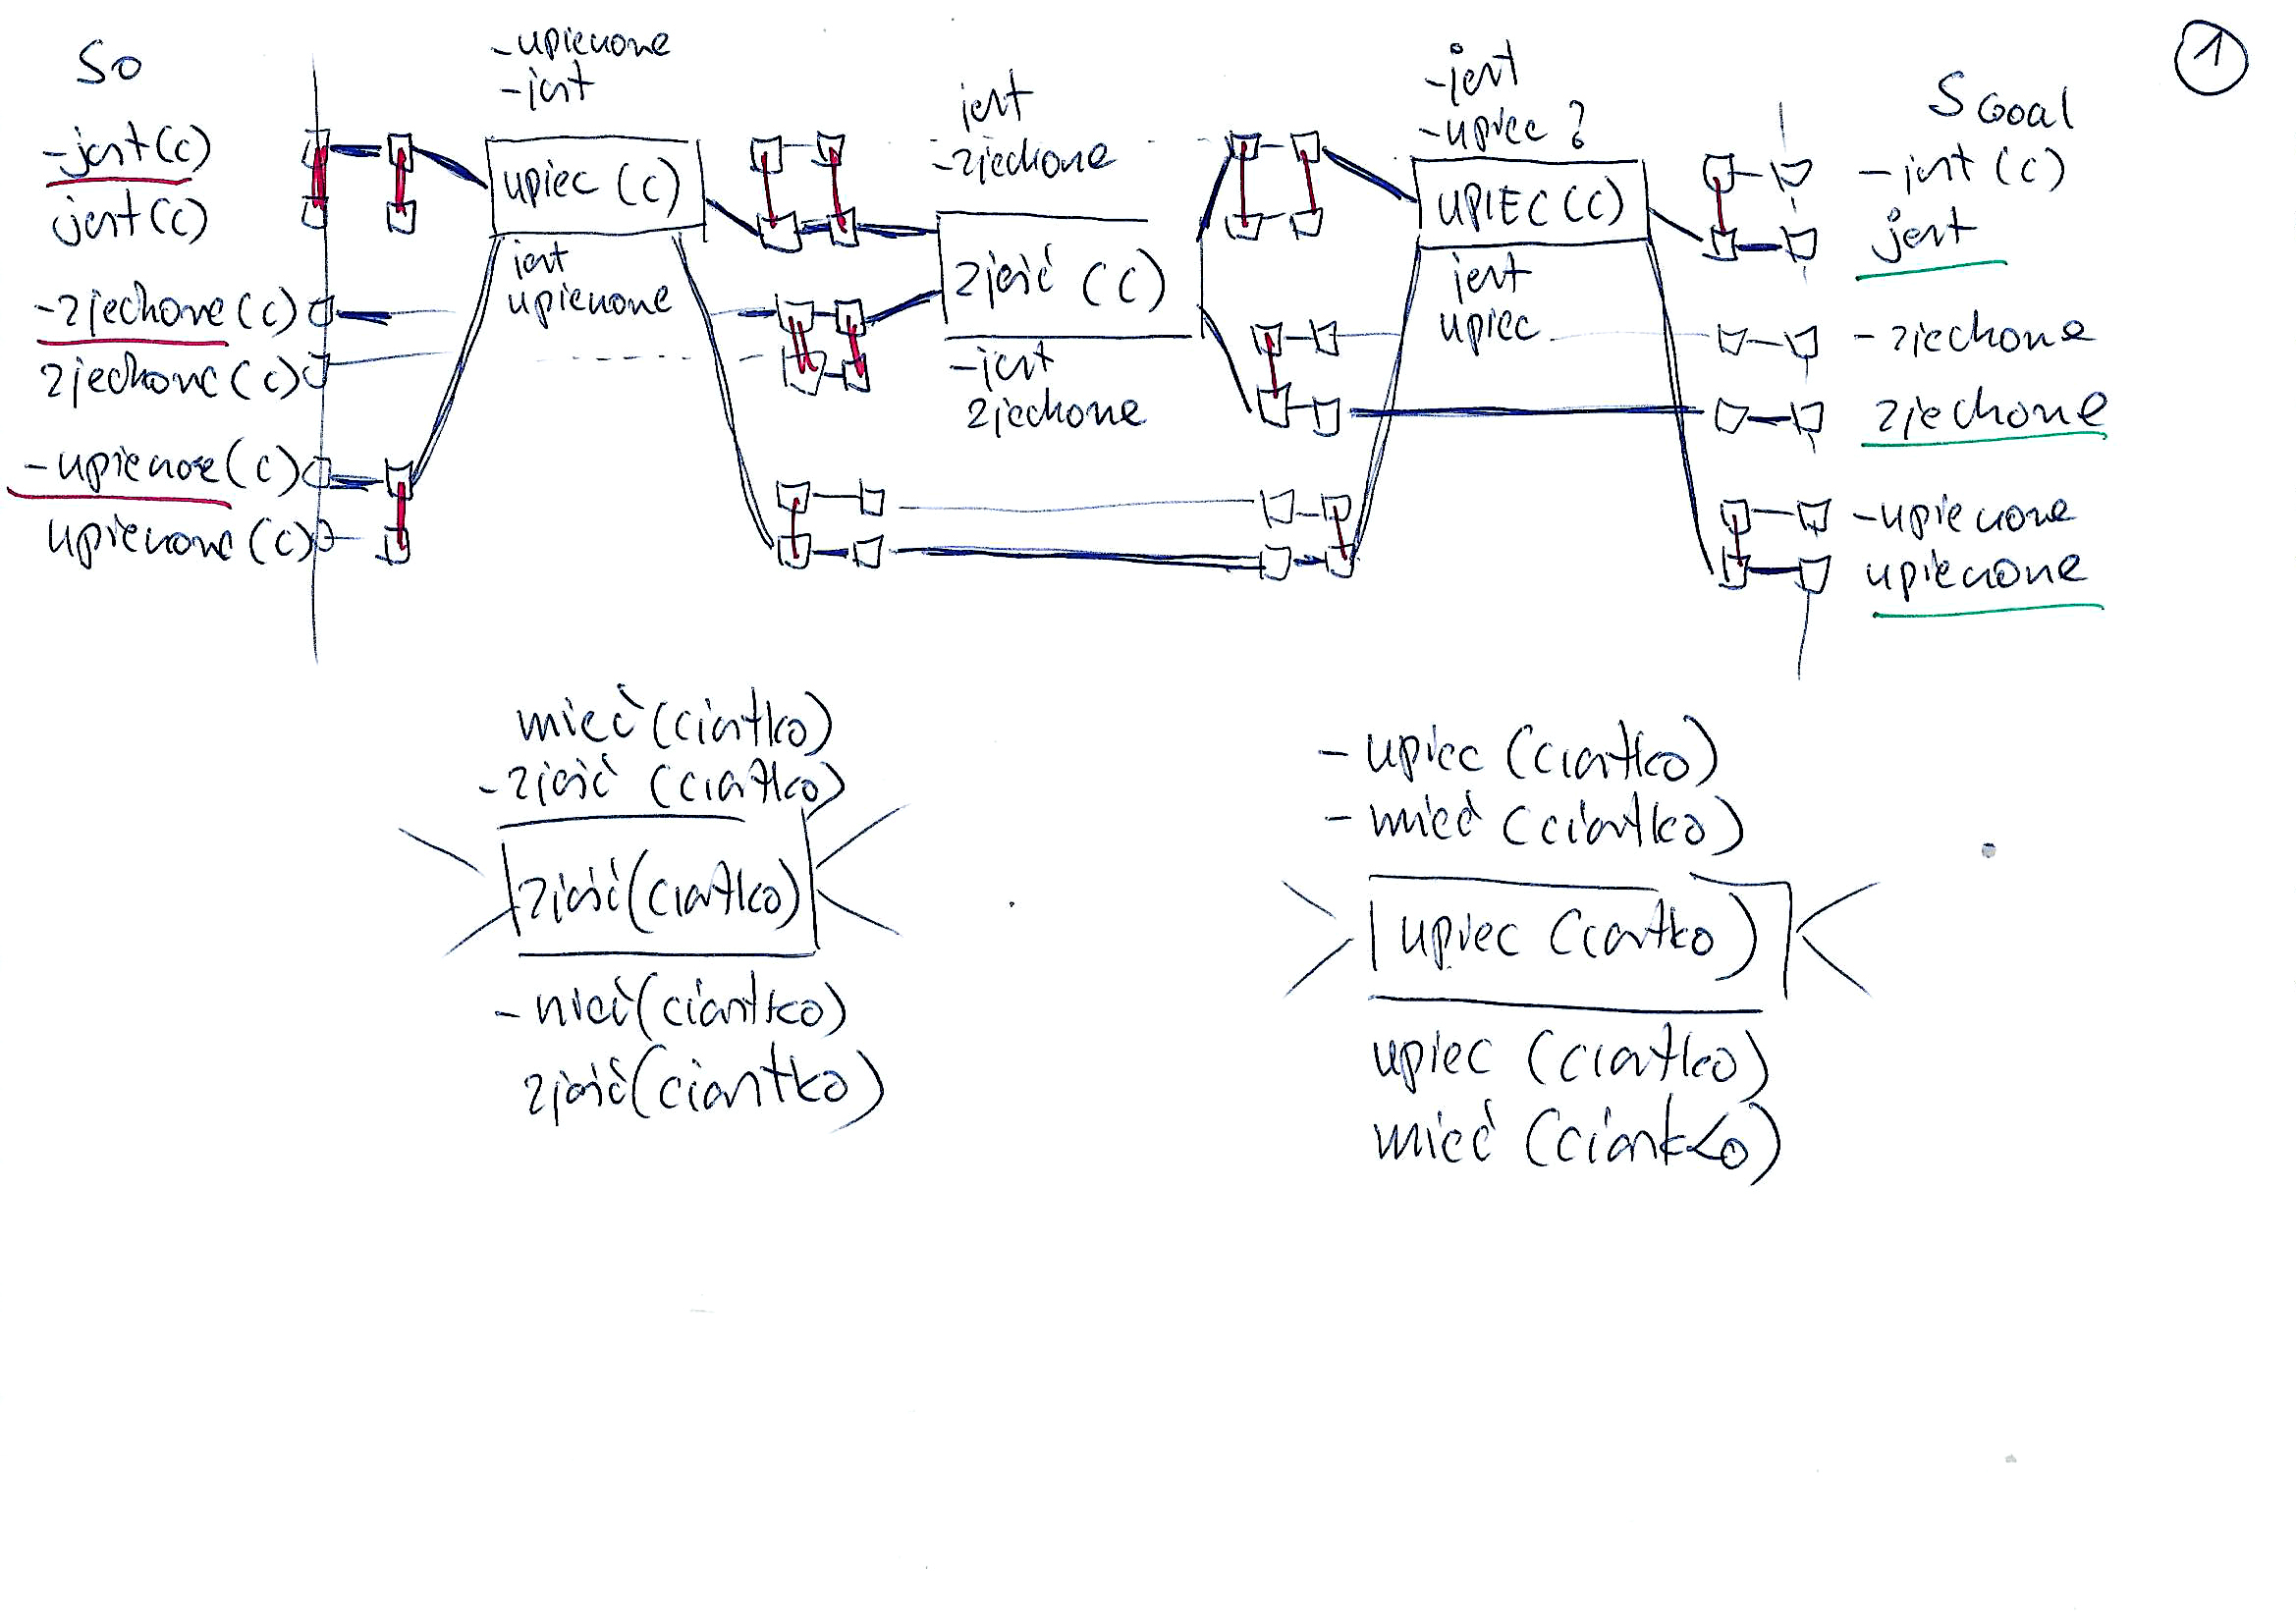 ①
S0
-jest(c)
jest(c)
-zjedzone(c)
zjedzone(c)
-upieczone(c)
upieczone(c)
-upieczone
-jest
upiec (c)
jest
upieczone
jest
-zjedzone
zjeść (c)
-jest
zjedzone
-jest
-upiec ?
UPIEC (C)
jest
upiec
S GOAL
-jest (c)
jest
-zjedzone
zjedzone
-upieczone
upieczone
mieć (ciastko)
-zjeść (ciastko)
zjeść (ciastko)
-mieć (ciastko)
zjeść (ciastko)
- upiec (ciastko)
- mieć (ciastko)
upiec (ciastko)
upiec (ciastko)
mieć (ciastko)